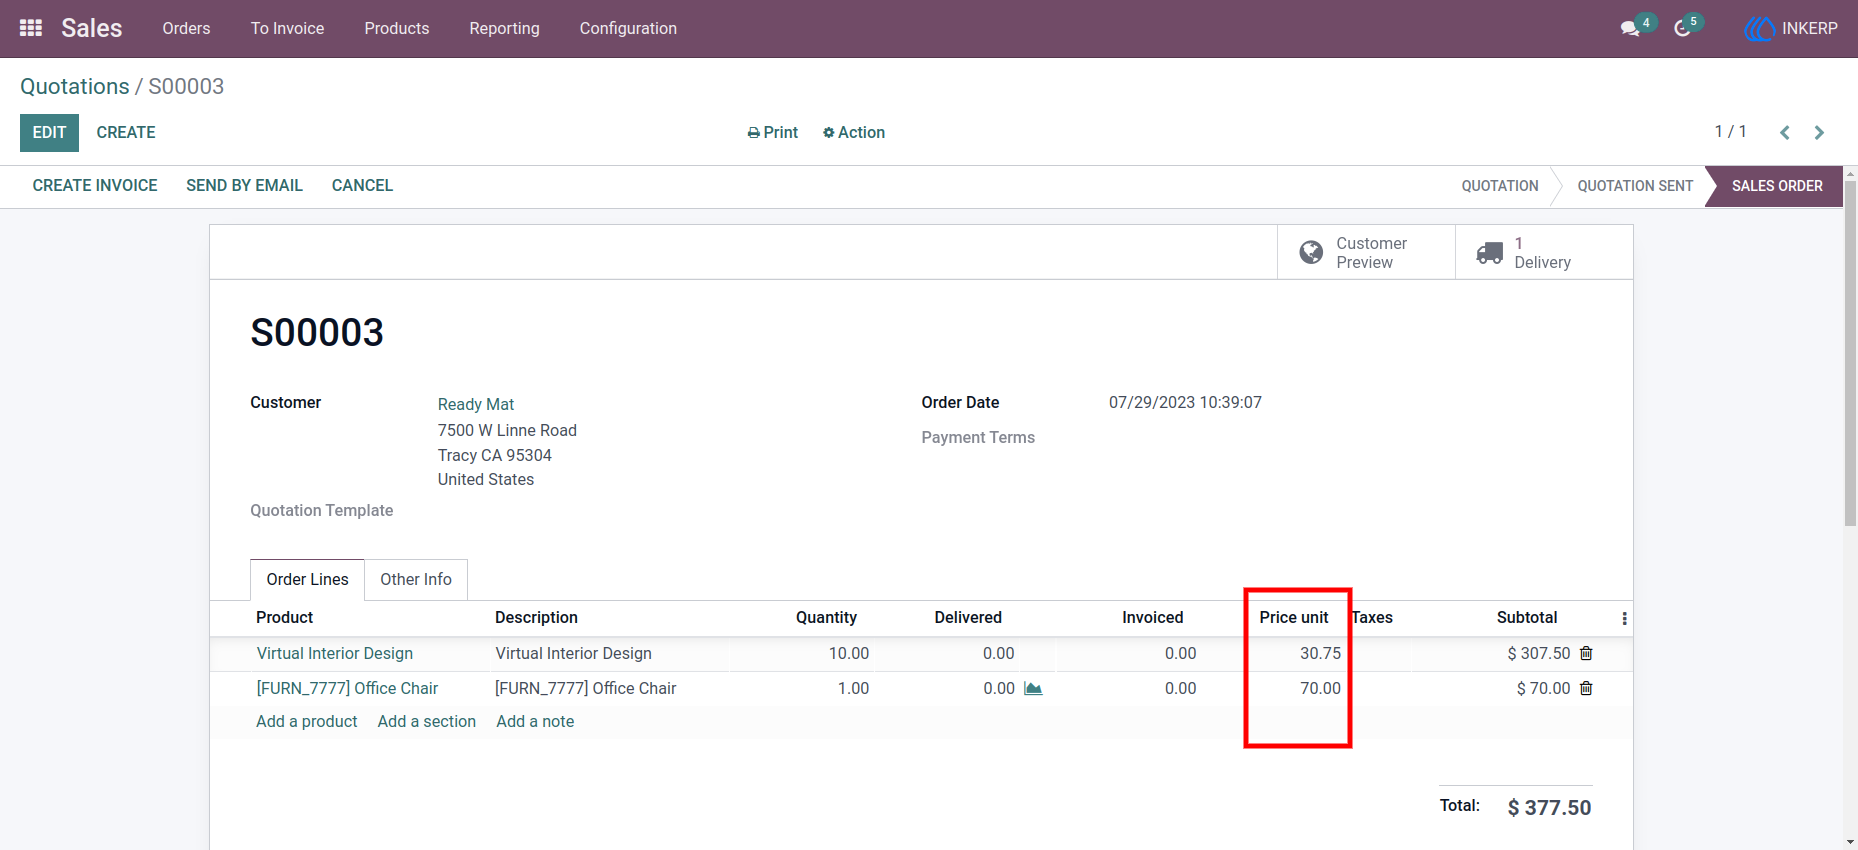 Sales Orders To Invoice Products Reporting Configuration 4 5 INKERP
Quotations / S00003
EDIT CREATE Print Action 1 / 1
CREATE INVOICE SEND BY EMAIL CANCEL QUOTATION QUOTATION SENT SALES ORDER
Customer Preview 1 Delivery
S00003
Customer Ready Mat Order Date 07/29/2023 10:39:07
7500 W Linne Road Payment Terms
Tracy CA 95304
United States
Quotation Template
Order Lines Other Info
Product Description Quantity Delivered Invoiced Price unit Taxes Subtotal
Virtual Interior Design Virtual Interior Design 10.00 0.00 0.00 30.75 $ 307.50
[FURN_7777] Office Chair [FURN_7777] Office Chair 1.00 0.00 0.00 70.00 $ 70.00
Add a product Add a section Add a note
Total: $ 377.50